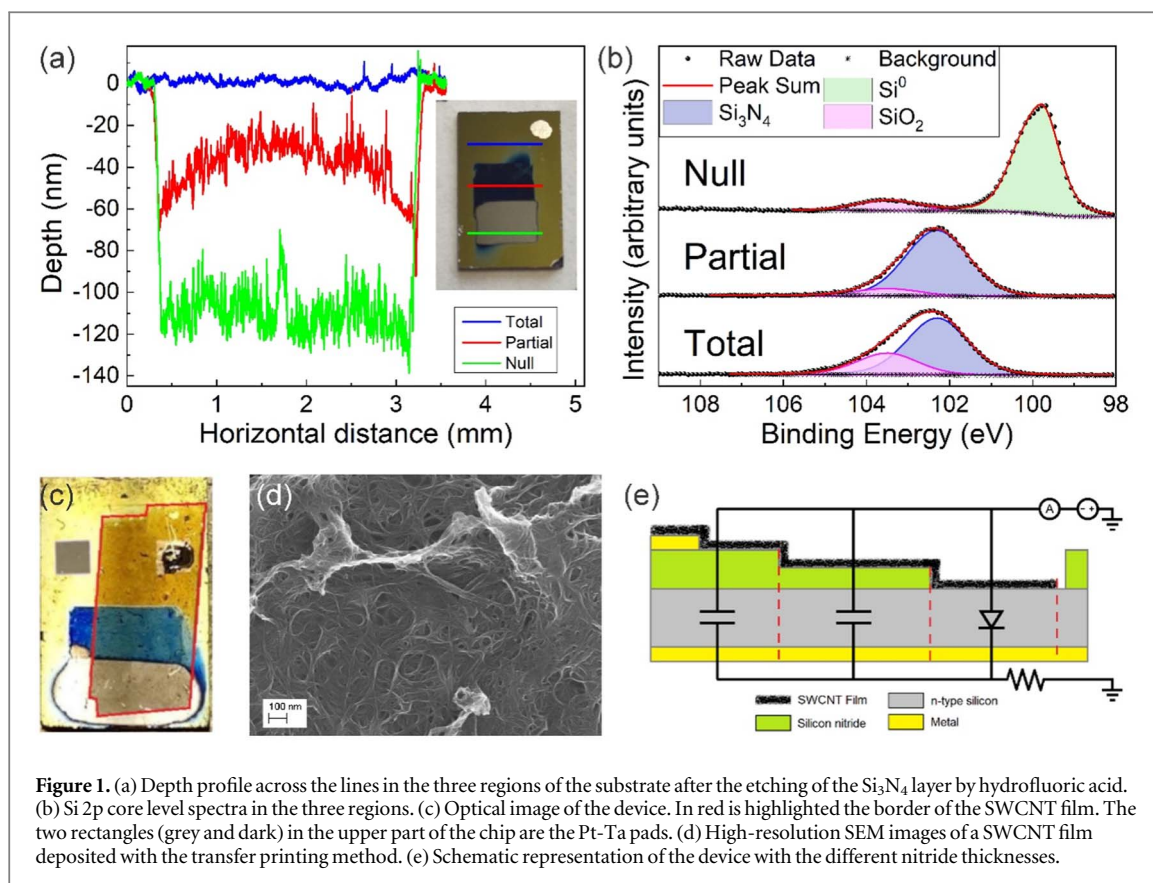 (a)
0
-20
-40
-60
-80
-100
-120
-140
Depth (nm)
0 1 2 3 4 5
Horizontal distance (mm)
Total
Partial
Null
(b)
Raw Data
Background
Peak Sum
Si⁰
Si₃N₄
SiO₂
Null
Partial
Total
Intensity (arbitrary units)
108 106 104 102 100 98
Binding Energy (eV)
(c)
(d)
100 nm
(e)
A
- +
SWCNT Film
n-type silicon
Silicon nitride
Metal
Figure 1. (a) Depth profile across the lines in the three regions of the substrate after the etching of the Si₃N₄ layer by hydrofluoric acid.
(b) Si 2p core level spectra in the three regions. (c) Optical image of the device. In red is highlighted the border of the SWCNT film. The
two rectangles (grey and dark) in the upper part of the chip are the Pt-Ta pads. (d) High-resolution SEM images of a SWCNT film
deposited with the transfer printing method. (e) Schematic representation of the device with the different nitride thicknesses.